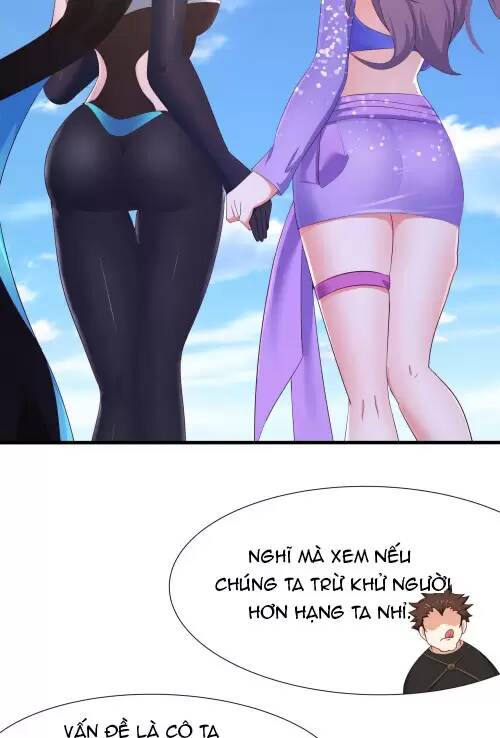 NGHĨ MÀ XEM NẾU
CHÚNG TA TRỪ KHỬ NGƯỜI
HƠN HẠNG TA NHỈ.
VẤN ĐỀ LÀ CÔ TA